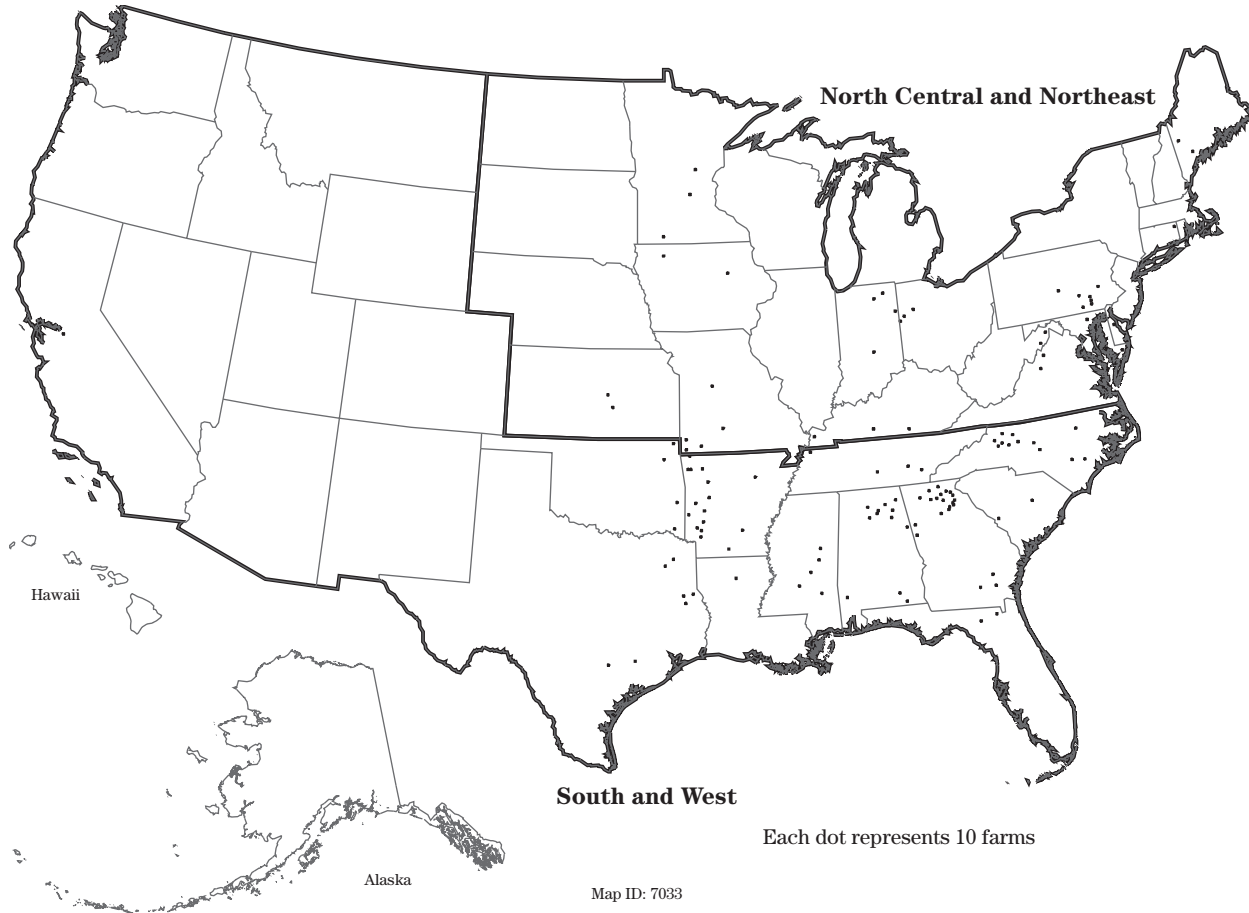 North Central and Northeast
Hawaii
South and West
Each dot represents 10 farms
Alaska
Map ID: 7033